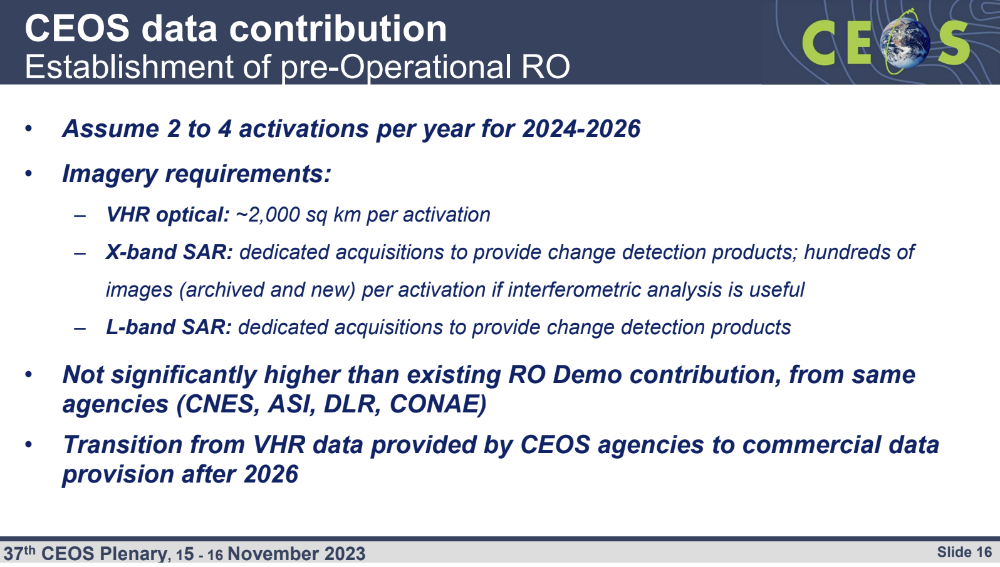 CEOS data contribution
Establishment of pre-Operational RO
CEOS
• Assume 2 to 4 activations per year for 2024-2026
• Imagery requirements:
– VHR optical: ~2,000 sq km per activation
– X-band SAR: dedicated acquisitions to provide change detection products; hundreds of
images (archived and new) per activation if interferometric analysis is useful
– L-band SAR: dedicated acquisitions to provide change detection products
• Not significantly higher than existing RO Demo contribution, from same
agencies (CNES, ASI, DLR, CONAE)
• Transition from VHR data provided by CEOS agencies to commercial data
provision after 2026
37th CEOS Plenary, 15 - 16 November 2023
Slide 16